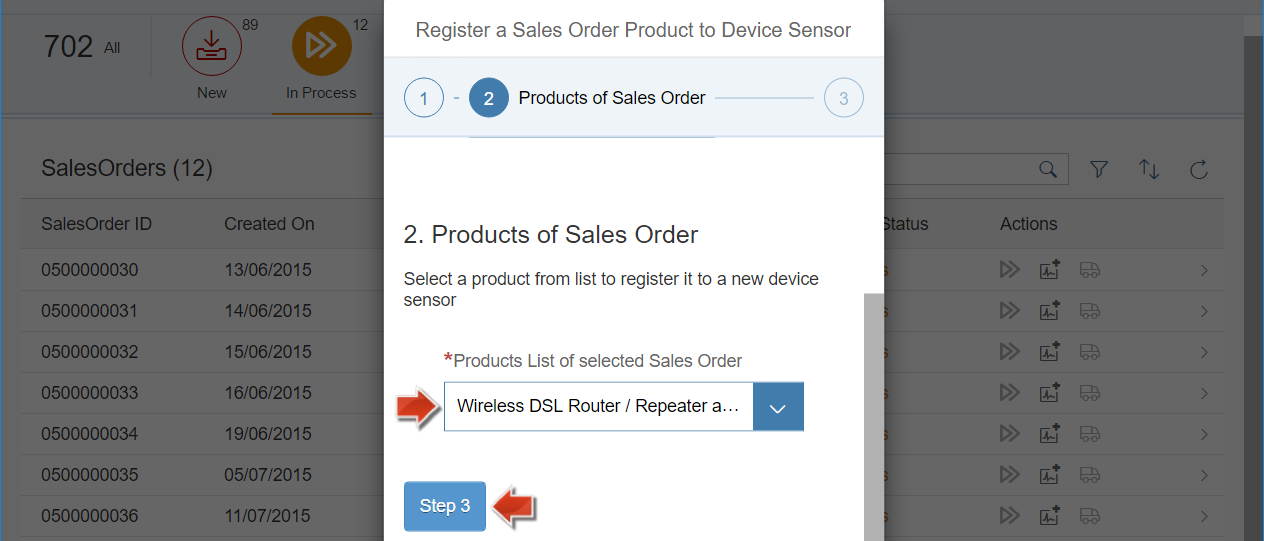 Register a Sales Order Product to Device Sensor
702 All
89
New
12
In Process
1
2
Products of Sales Order
3
SalesOrders (12)
SalesOrder ID
Created On
Status
Actions
0500000030
13/06/2015
s
0500000031
14/06/2015
s
0500000032
15/06/2015
s
0500000033
16/06/2015
s
0500000034
19/06/2015
s
0500000035
05/07/2015
s
0500000036
11/07/2015
s
2. Products of Sales Order
Select a product from list to register it to a new device
sensor
*Products List of selected Sales Order
Wireless DSL Router / Repeater a...
Step 3